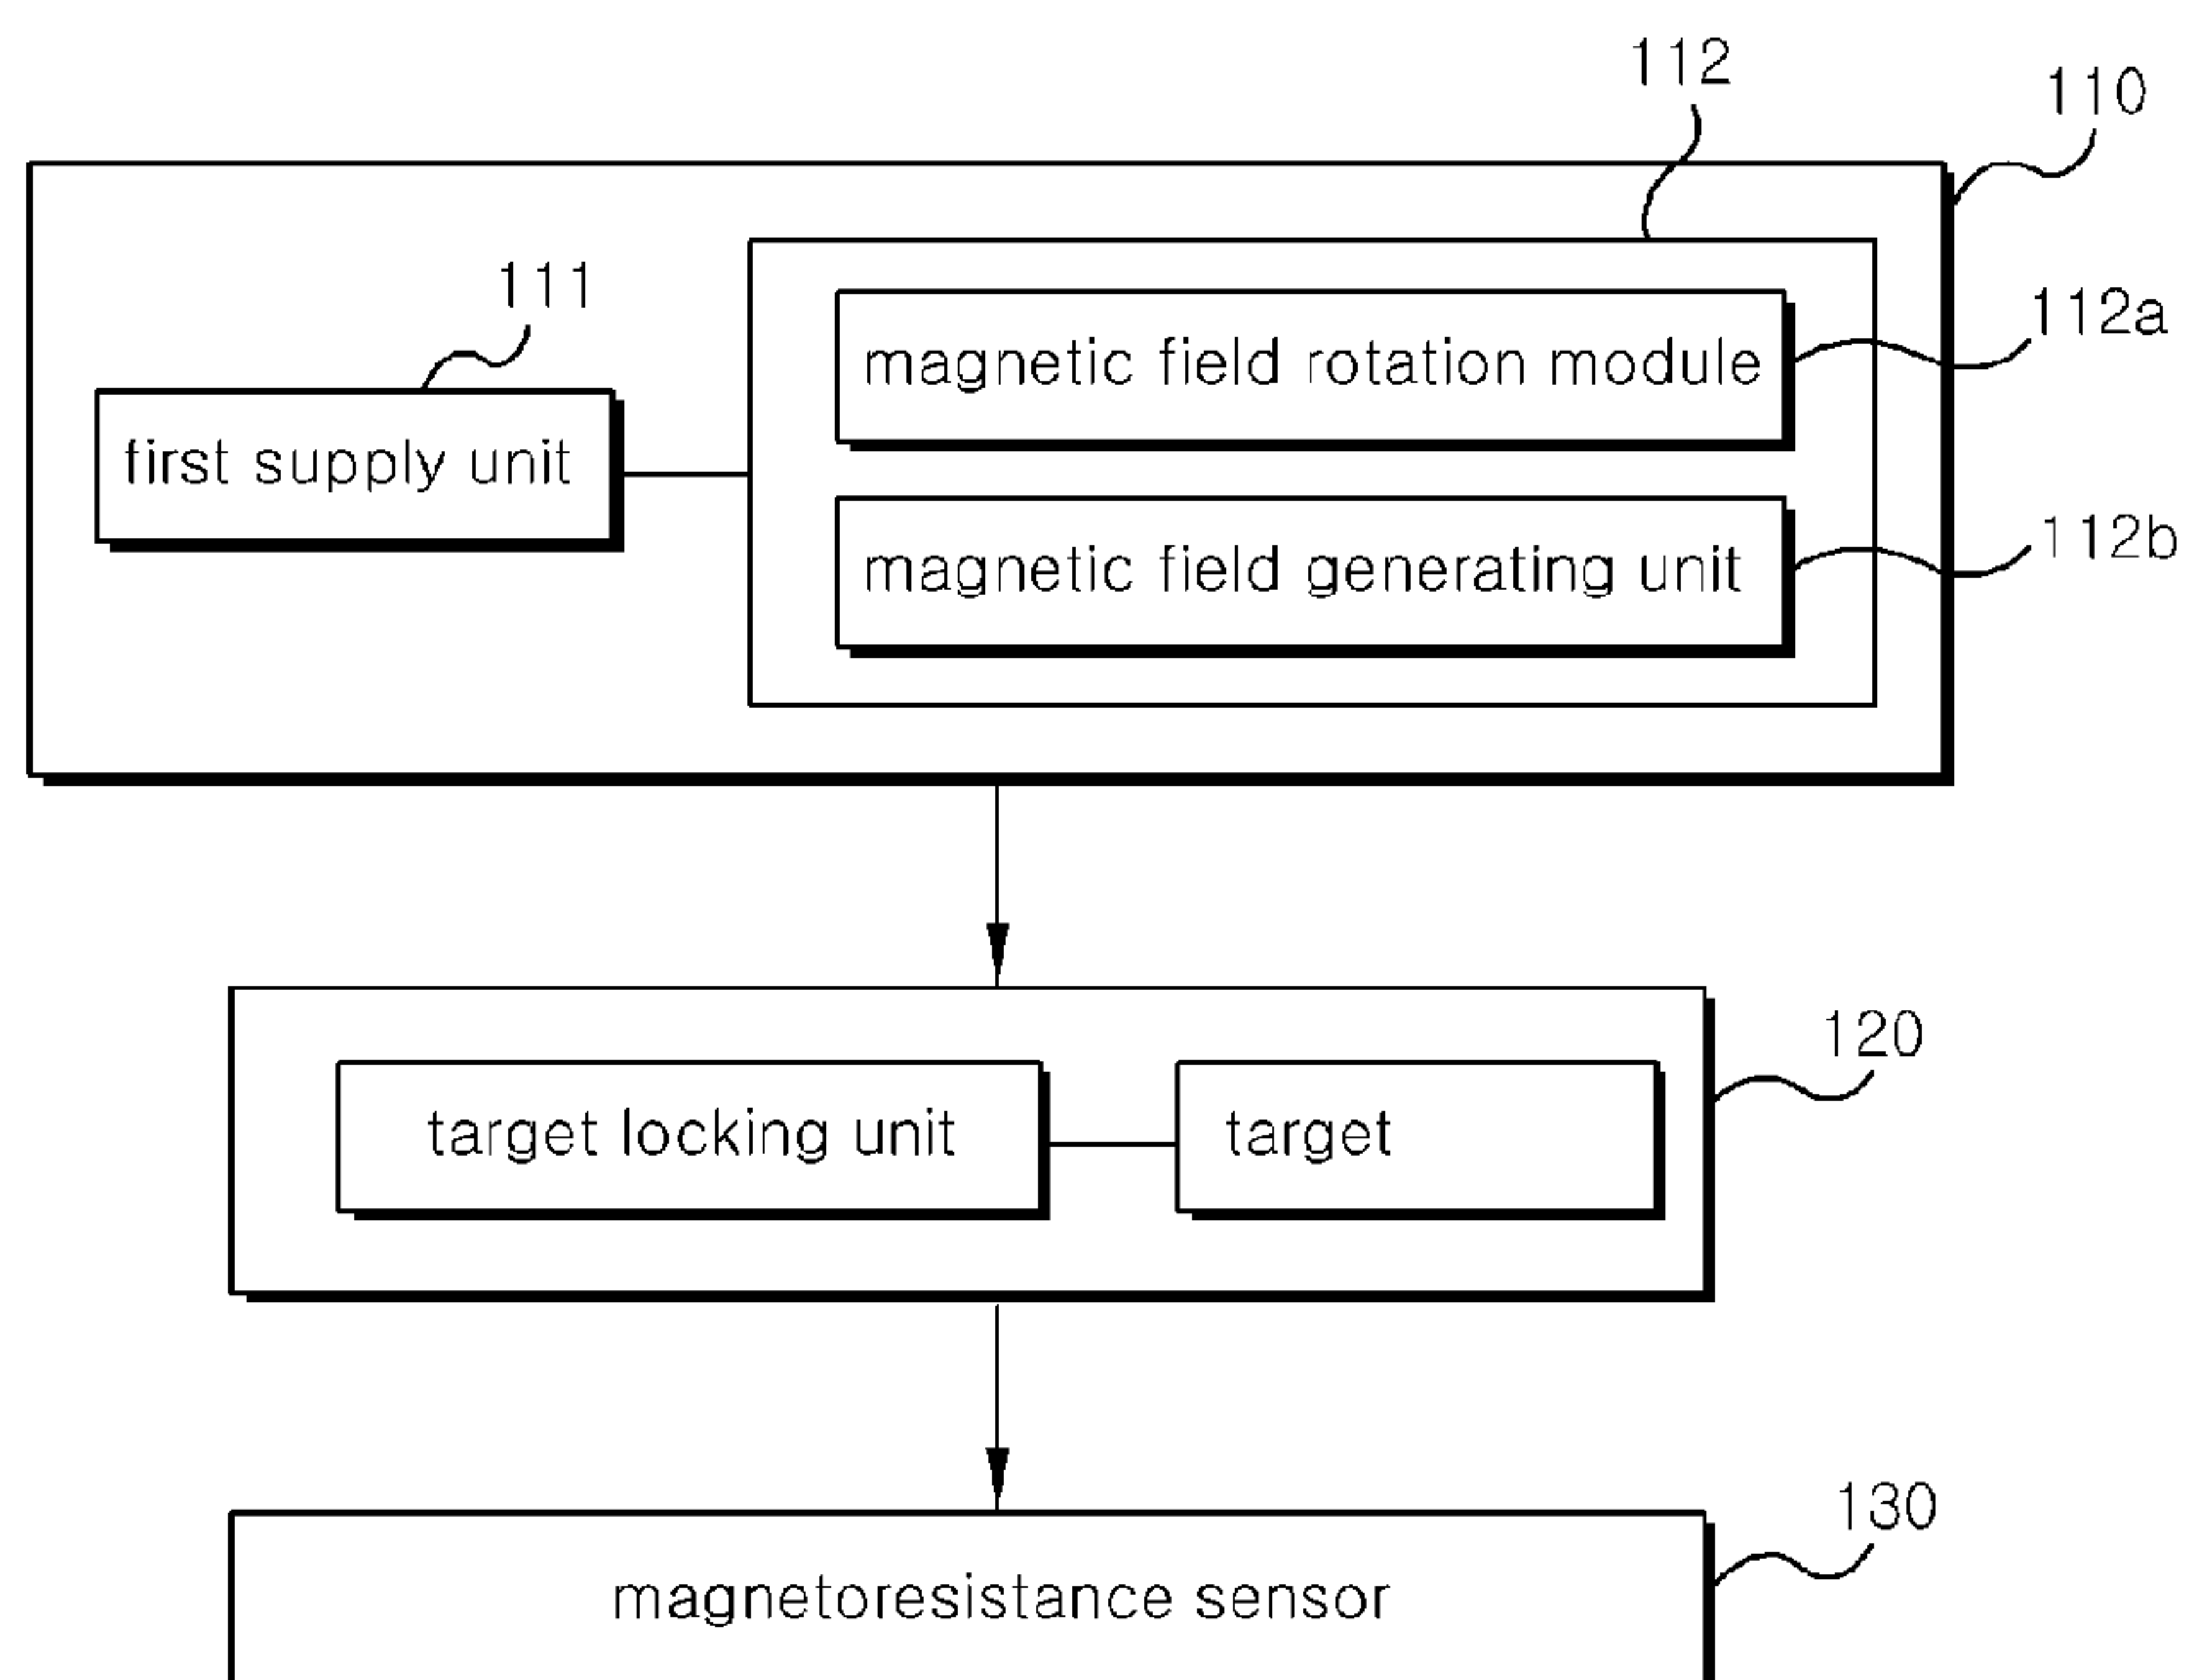 112
110
111
112a
magnetic field rotation module
first supply unit
112b
magnetic field generating unit
120
target locking unit
target
130
magnetoresistance sensor